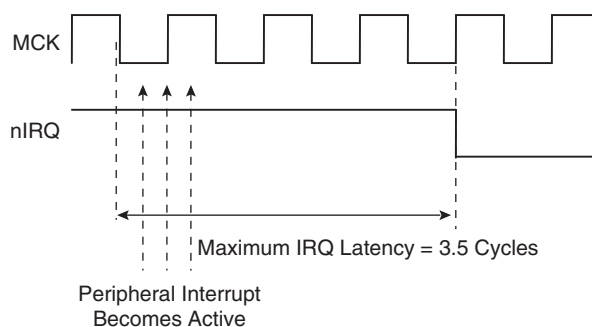 MCK
nIRQ
Maximum IRQ Latency = 3.5 Cycles
Peripheral Interrupt
Becomes Active